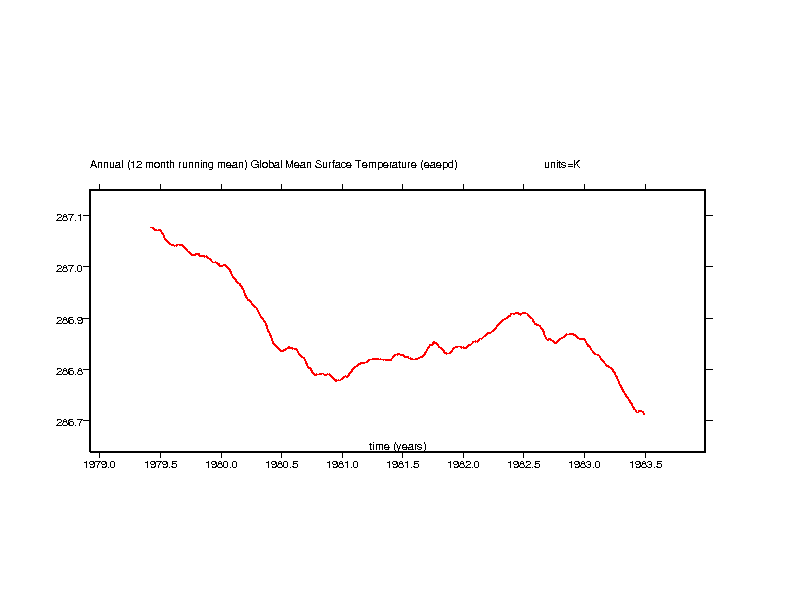 Annual (12 month running mean) Global Mean Surface Temperature (eaepd) units=K
287.1
287.0
286.9
286.8
286.7
time (years)
1979.0 1979.5 1980.0 1980.5 1981.0 1981.5 1982.0 1982.5 1983.0 1983.5